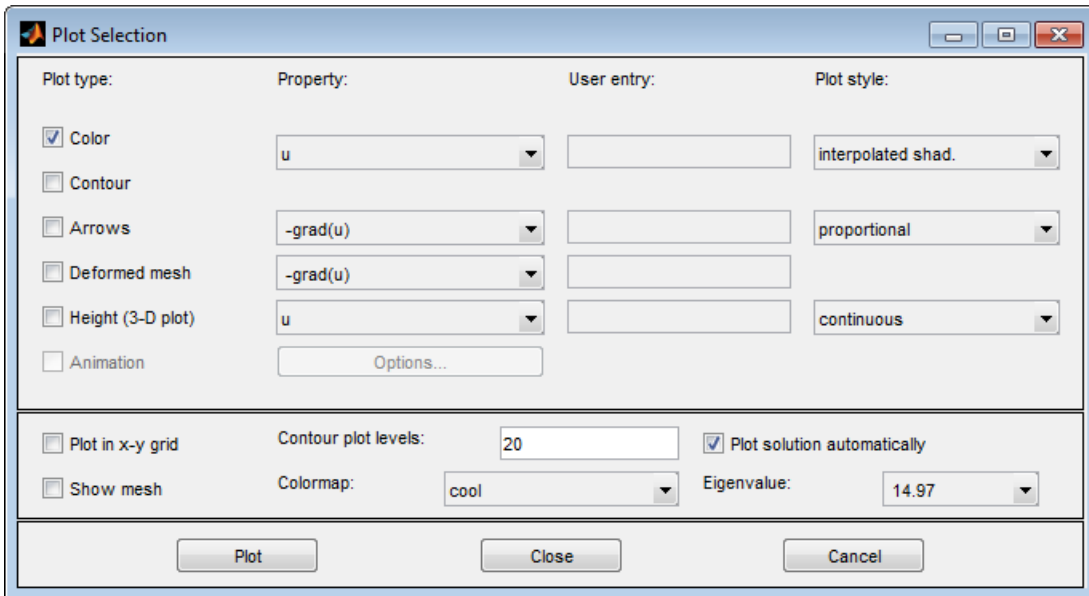 Plot Selection
Plot type: Property: User entry: Plot style:
Color u interpolated shad.
Contour
Arrows -grad(u) proportional
Deformed mesh -grad(u)
Height (3-D plot) u continuous
Animation Options...
Plot in x-y grid Contour plot levels: 20 Plot solution automatically
Show mesh Colormap: cool Eigenvalue: 14.97
Plot Close Cancel